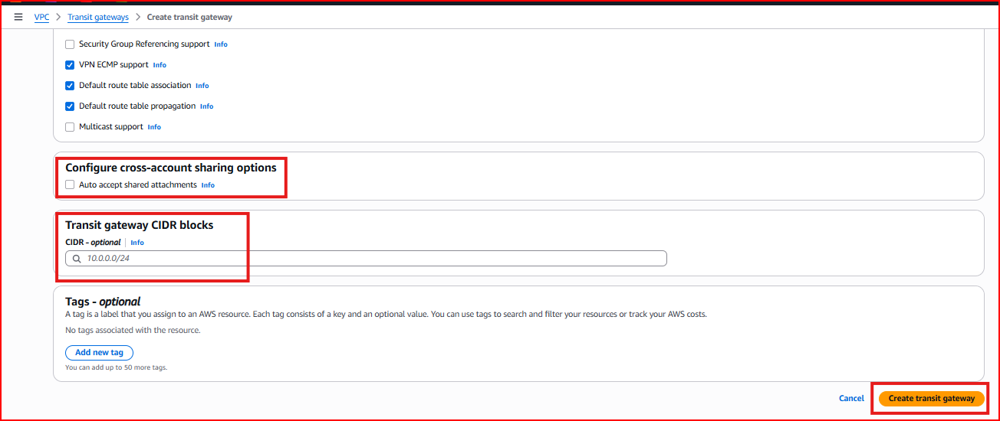 VPC > Transit gateways > Create transit gateway
Security Group Referencing support Info
VPN ECMP support Info
Default route table association Info
Default route table propagation Info
Multicast support Info
Configure cross-account sharing options
Auto accept shared attachments Info
Transit gateway CIDR blocks
CIDR - optional Info
10.0.0.0/24
Tags - optional
A tag is a label that you assign to an AWS resource. Each tag consists of a key and an optional value. You can use tags to search and filter your resources or track your AWS costs.
No tags associated with the resource.
Add new tag
You can add up to 50 more tags.
Cancel Create transit gateway